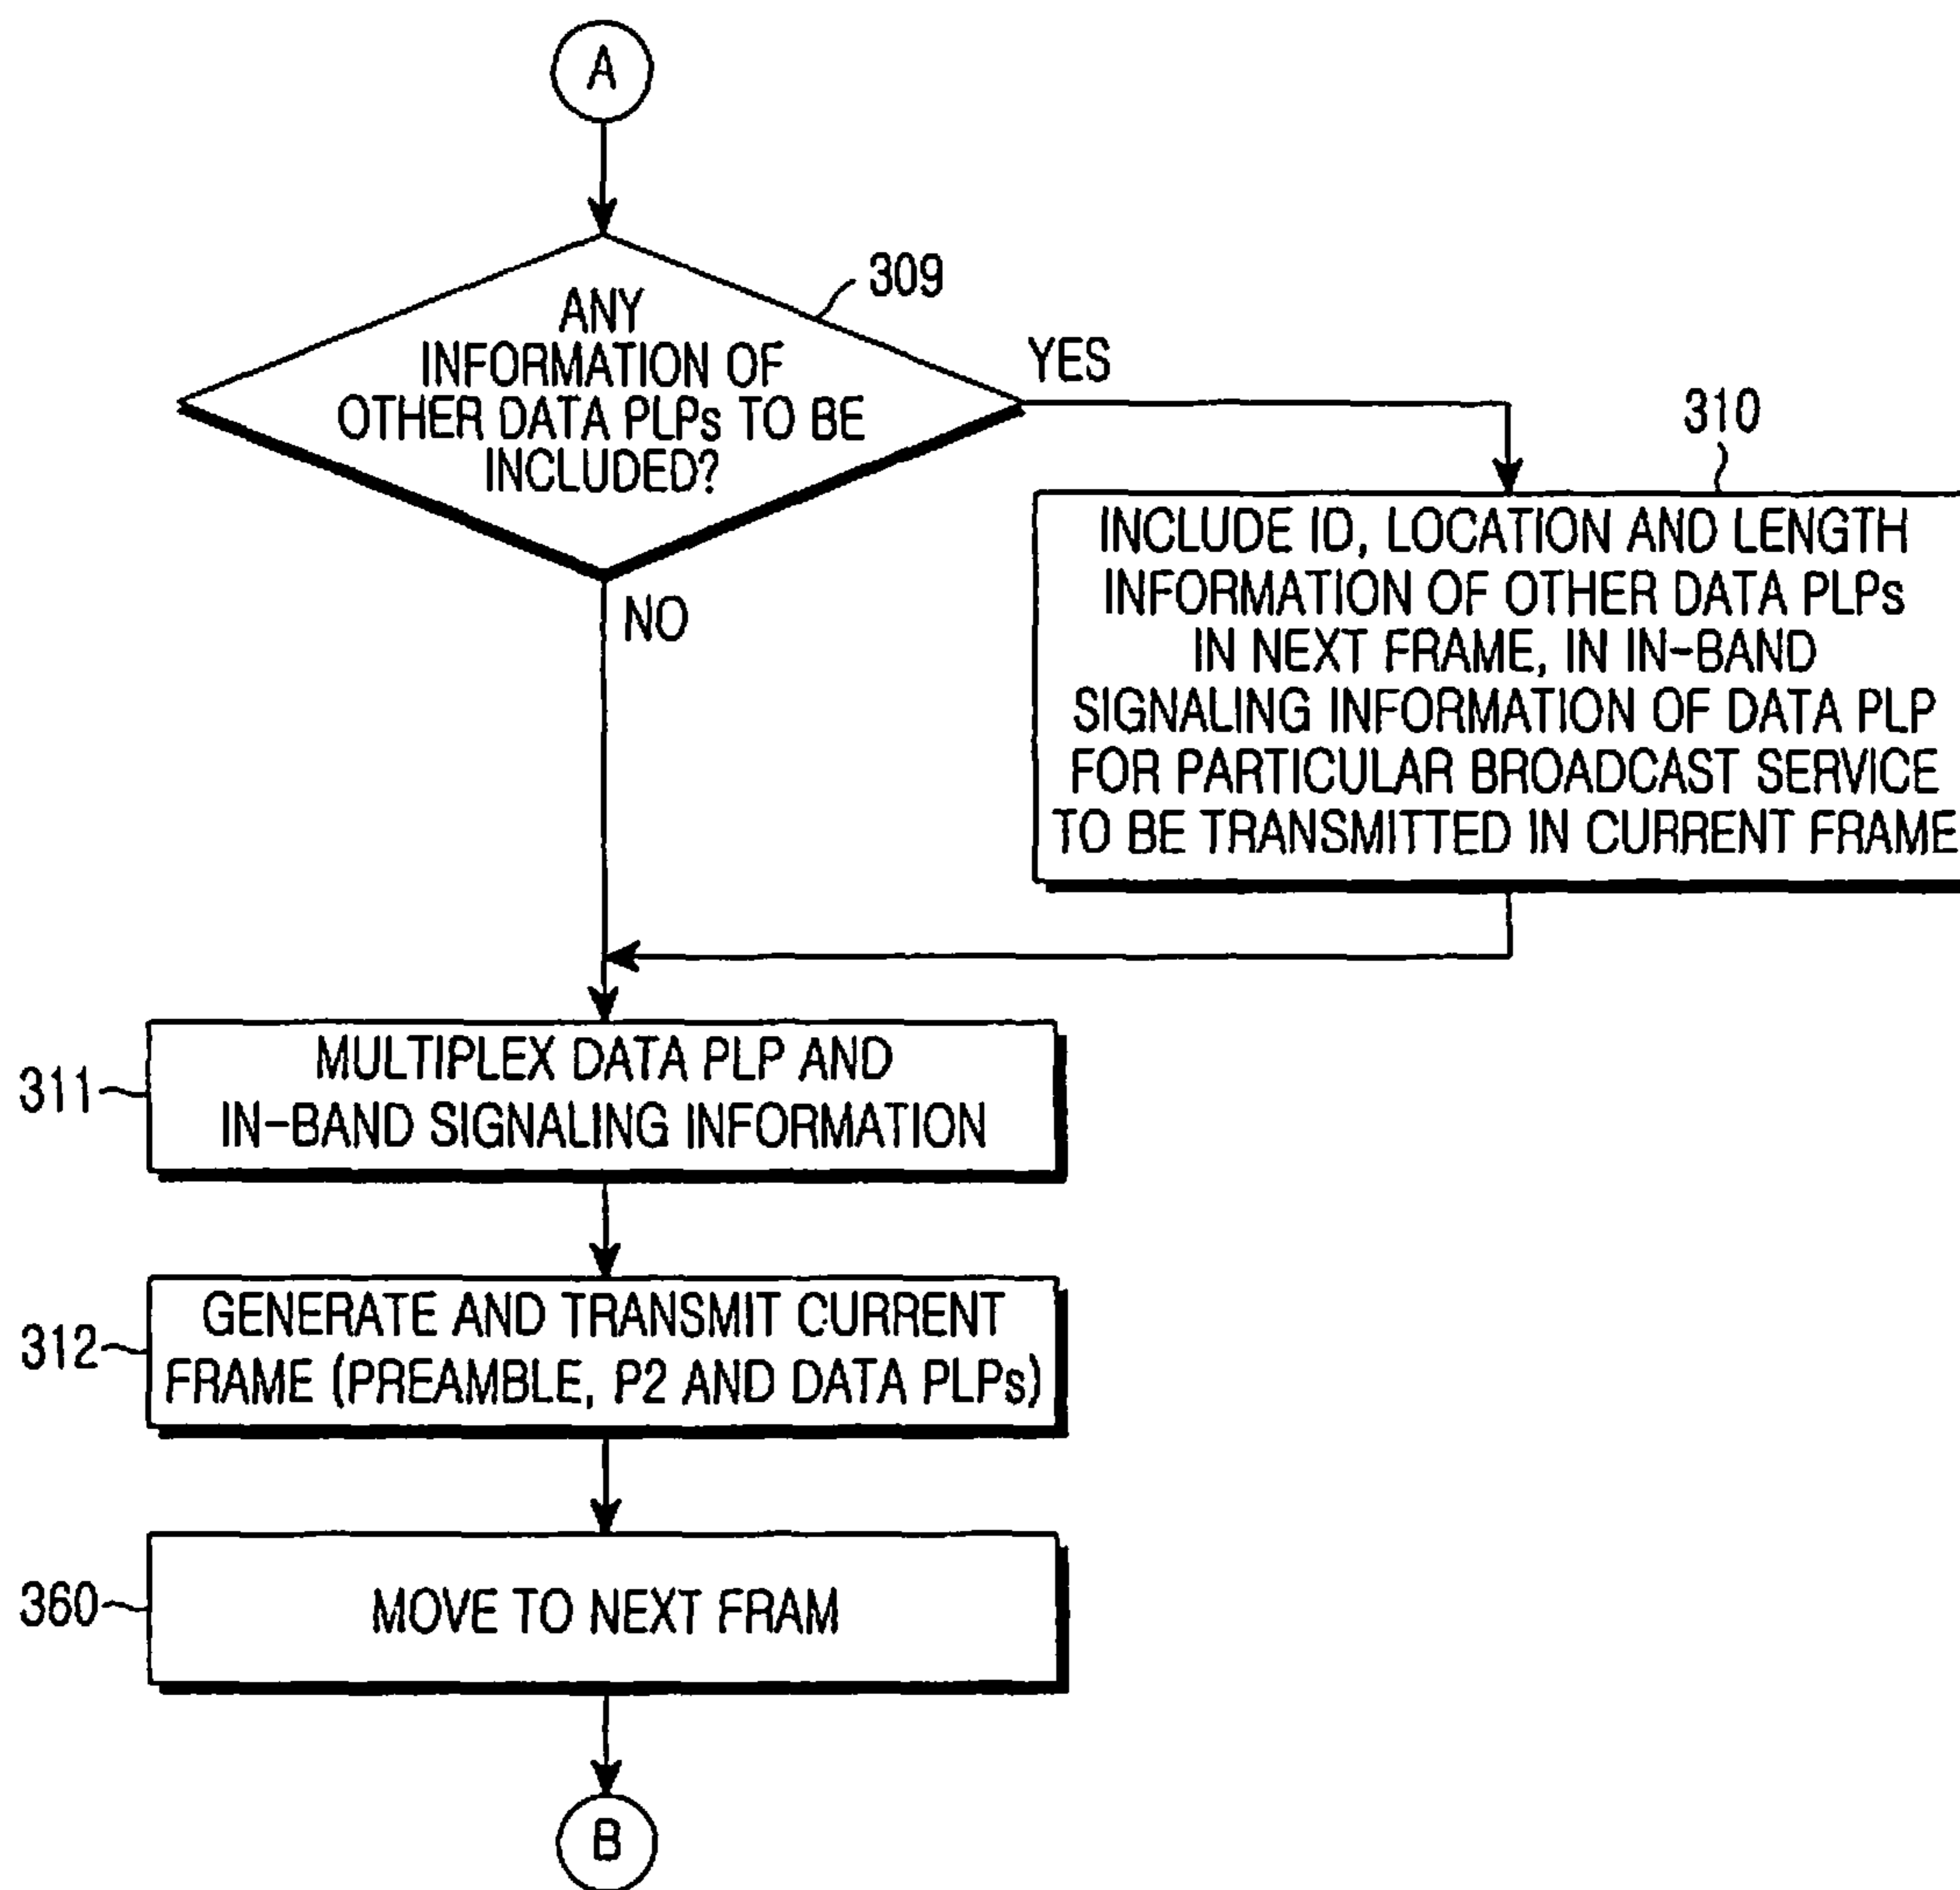 A
309
ANY
INFORMATION OF
OTHER DATA PLPs TO BE
INCLUDED?
YES
NO
310
INCLUDE ID, LOCATION AND LENGTH
INFORMATION OF OTHER DATA PLPs
IN NEXT FRAME, IN IN-BAND
SIGNALING INFORMATION OF DATA PLP
FOR PARTICULAR BROADCAST SERVICE
TO BE TRANSMITTED IN CURRENT FRAME
311
MULTIPLEX DATA PLP AND
IN-BAND SIGNALING INFORMATION
312
GENERATE AND TRANSMIT CURRENT
FRAME (PREAMBLE, P2 AND DATA PLPs)
360
MOVE TO NEXT FRAM
B